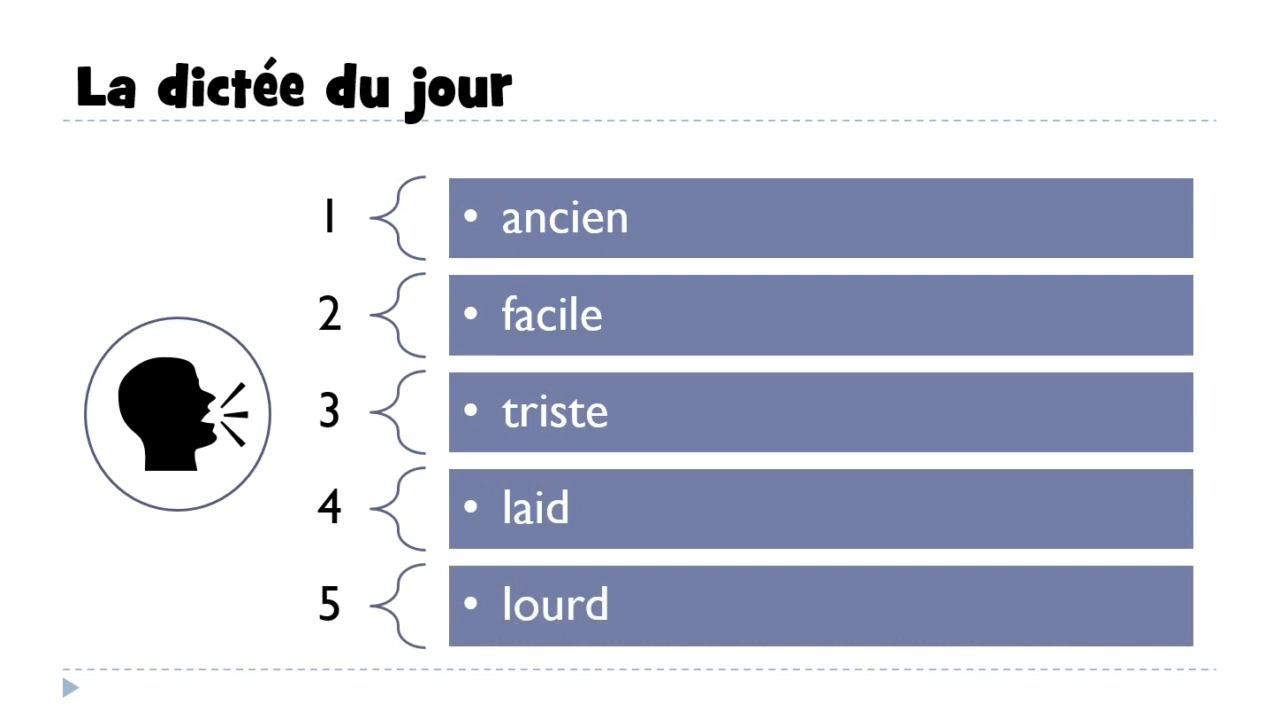 La dictée du jour
1
• ancien
2
• facile
3
• triste
4
• laid
5
• lourd